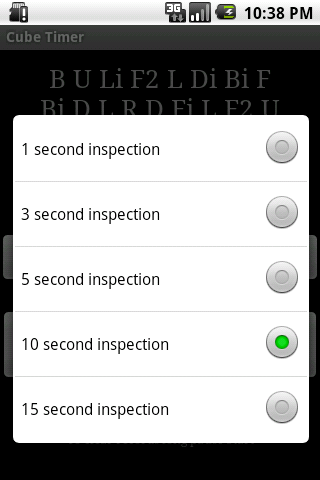 3G
10:38 PM
Cube Timer
B U Li F2 L Di Bi F
Bi D L R D Fi L F2 U
1 second inspection
3 second inspection
5 second inspection
10 second inspection
15 second inspection